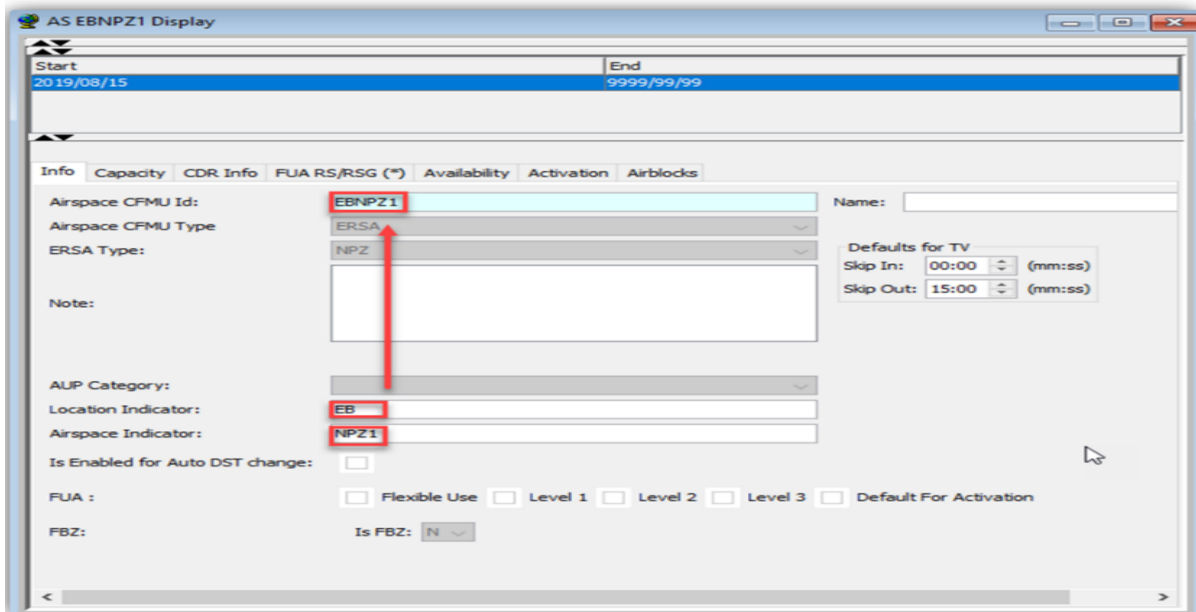 AS EBNPZ1 Display
Start End
2019/08/15 9999/99/99
Info Capacity CDR Info FUA RS/RSG (*) Availability Activation Airblocks
Airspace CFMU Id: EBNPZ1 Name:
Airspace CFMU Type ERSA
ERSA Type: NPZ Defaults for TV
Skip In: 00:00 (mm:ss)
Skip Out: 15:00 (mm:ss)
Note:
AUP Category:
Location Indicator: EB
Airspace Indicator: NPZ1
Is Enabled for Auto DST change:
FUA : Flexible Use Level 1 Level 2 Level 3 Default For Activation
FBZ: Is FBZ: N